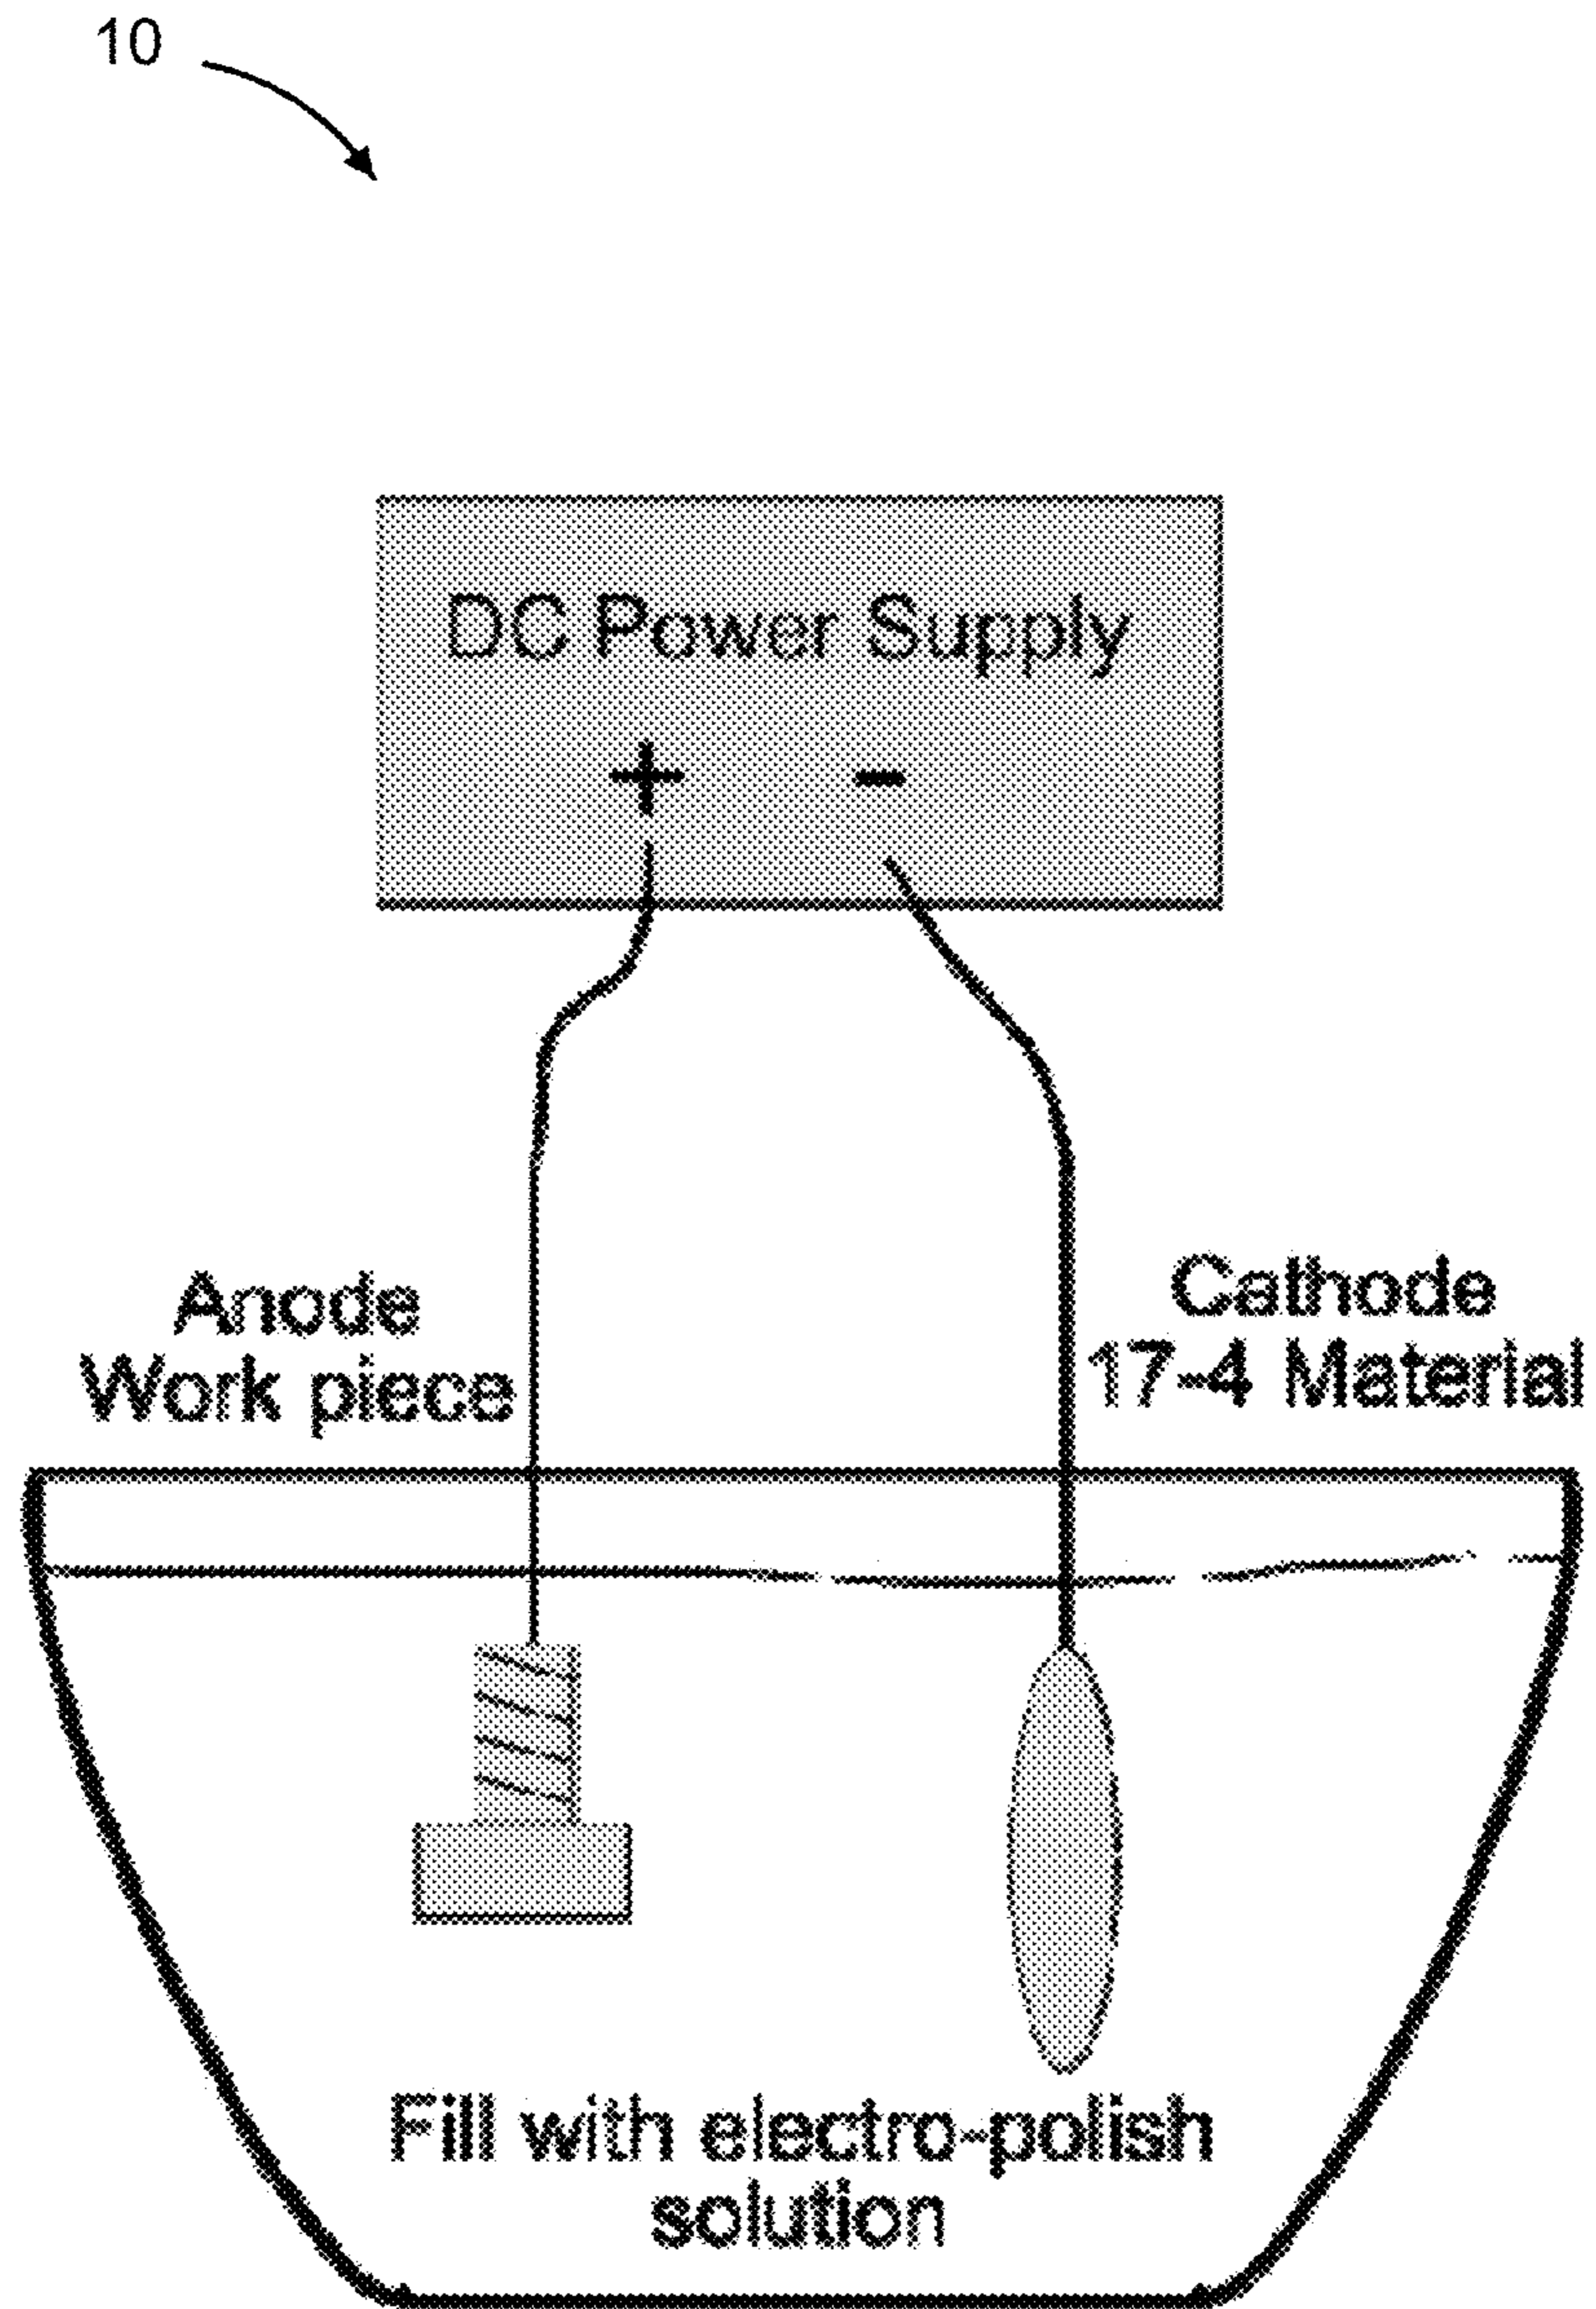 10
DC Power Supply
+ -
Anode
Work piece
Cathode
17-4 Material
Fill with electro-polish
solution